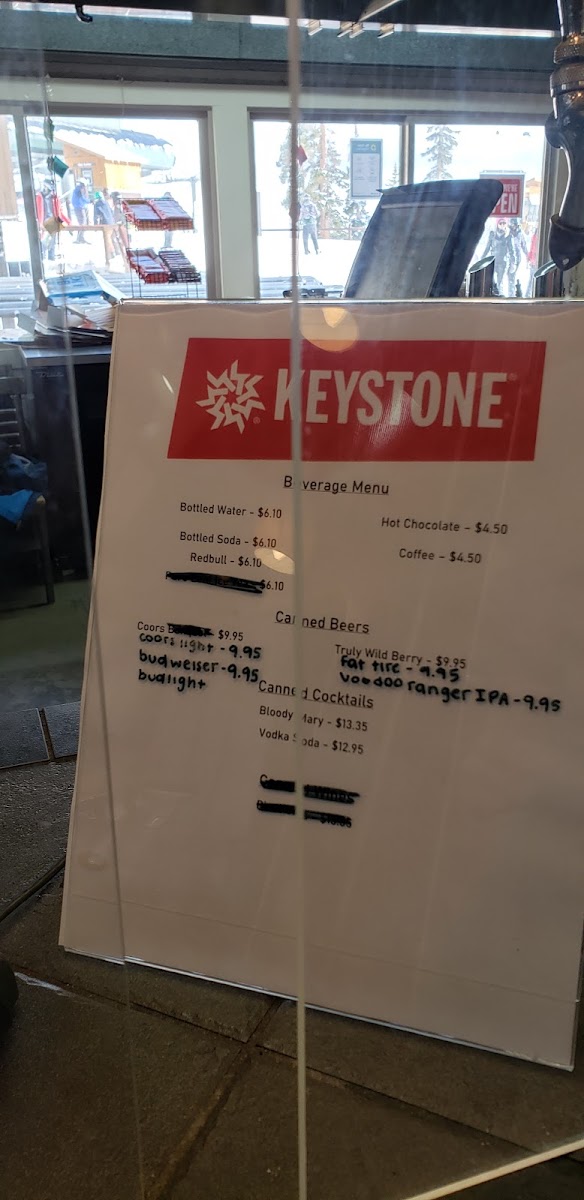 KEYSTONE
Beverage Menu
Bottled Water - $6.10
Hot Chocolate - $4.50
Bottled Soda - $6.10
Coffee - $4.50
Redbull - $6.10
$6.10
Canned Beers
Coors $9.95
Truly Wild Berry - $9.95
coors light - 9.95
Fat tire - 9.95
budweiser - 9.95
voodoo ranger IPA - 9.95
budlight
Canned Cocktails
Bloody Mary - $13.35
Vodka Soda - $12.95